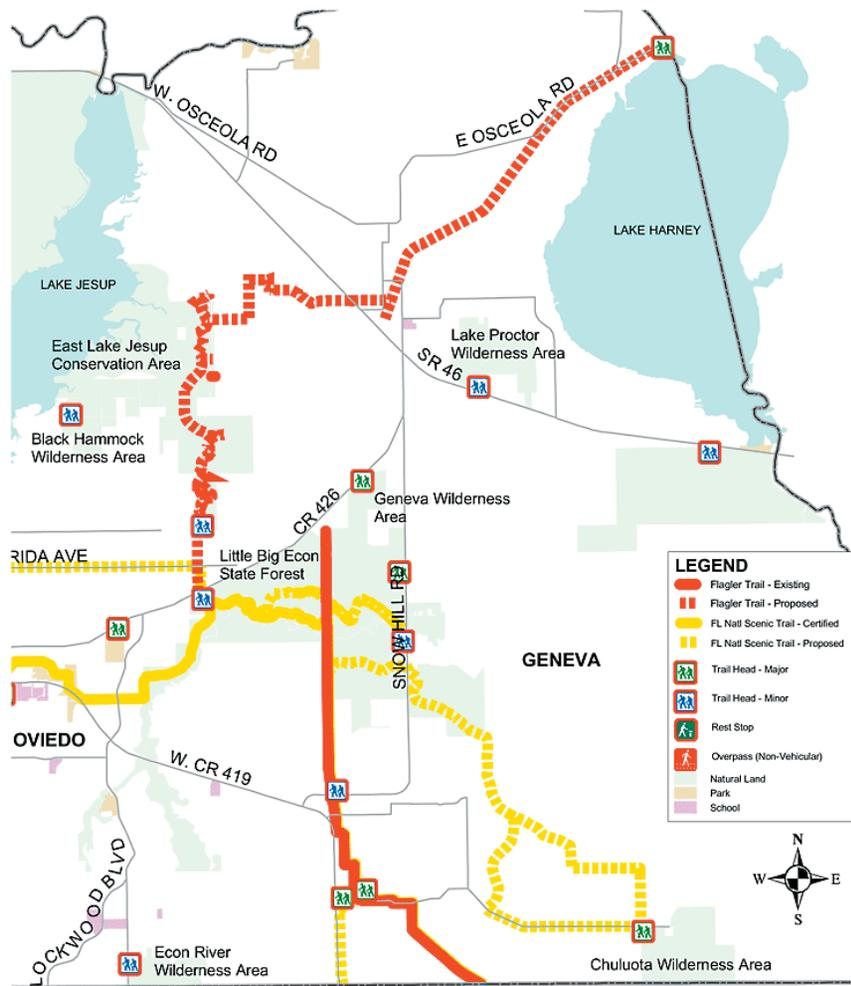 W. OSCEOLA RD
E OSCEOLA RD
LAKE HARNEY
LAKE JESUP
East Lake Jesup
Conservation Area
Lake Proctor
Wilderness Area
SR 46
Black Hammock
Wilderness Area
CR 426
Geneva Wilderness
Area
RIDA AVE
Little Big Econ
State Forest
SNOW HILL RD
GENEVA
OVIEDO
W. CR 419
LOCKWOOD BLVD
Econ River
Wilderness Area
Chuluota Wilderness Area
LEGEND
Flagler Trail - Existing
Flagler Trail - Proposed
FL Natl Scenic Trail - Certified
FL Natl Scenic Trail - Proposed
Trail Head - Major
Trail Head - Minor
Rest Stop
Overpass (Non-Vehicular)
Natural Land
Park
School
N
W
E
S